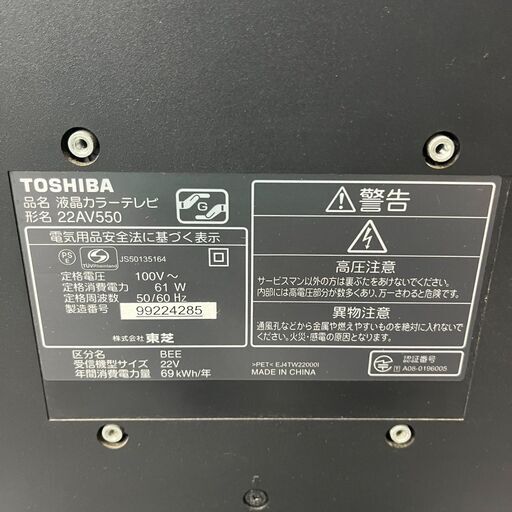 TOSHIBA
品名 液晶カラーテレビ
形名 22AV550
G
電気用品安全法に基づく表示
PS
E
TÜVRheinland
JS50135164
定格電圧 100V～
定格消費電力 61 W
定格周波数 50/60 Hz
製造番号 99224285
株式会社 東芝
区分名 BEE
受信機型サイズ 22V
年間消費電力量 69 kWh/年
警告
高圧注意
サービスマン以外の方は裏ぶたをあけないでください。
内部には高電圧部分が数多くあり、万一さわると危険です。
異物注意
通風孔などから金属や燃えやすいものを絶対に入れないで
ください。火災・感電の原因となります。
>PET< EJ4TW22000I
MADE IN CHINA
認証番号
T A08-0196005